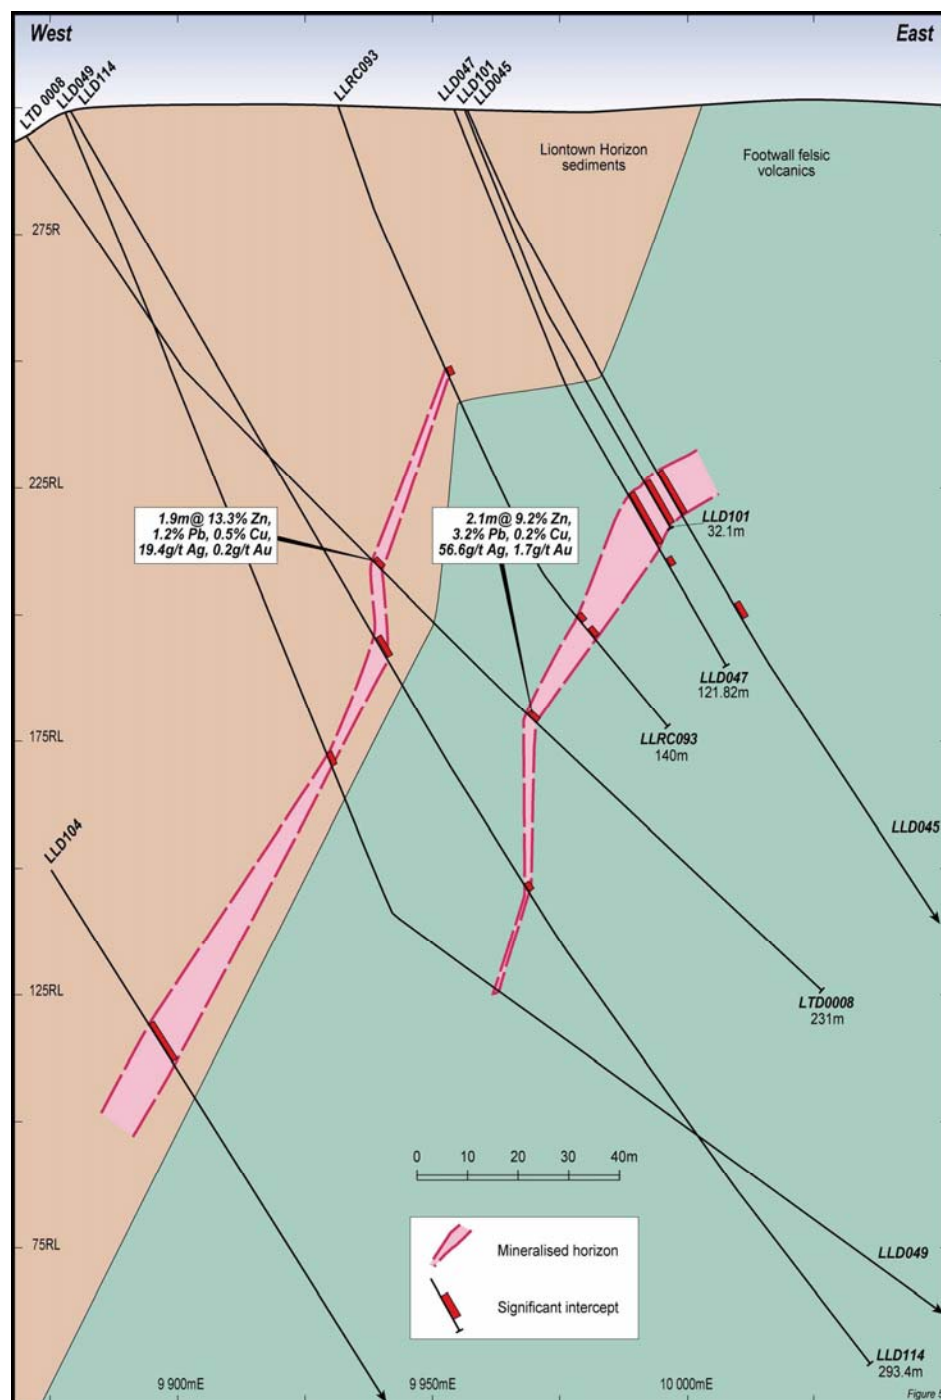 West
East
LTD 0008
LLD049
LLD114
LLRC093
LLD047
LLD101
LLD045
Liontown Horizon
sediments
Footwall felsic
volcanics
275R
225RL
1.9m@ 13.3% Zn,
1.2% Pb, 0.5% Cu,
19.4g/t Ag, 0.2g/t Au
2.1m@ 9.2% Zn,
3.2% Pb, 0.2% Cu,
56.6g/t Ag, 1.7g/t Au
LLD101
32.1m
LLD047
121.82m
175RL
LLRC093
140m
LLD104
LLD045
125RL
LTD0008
231m
0 10 20 40m
75RL
Mineralised horizon
Significant intercept
LLD049
LLD114
293.4m
9 900mE
9 950mE
10 000mE
Figure